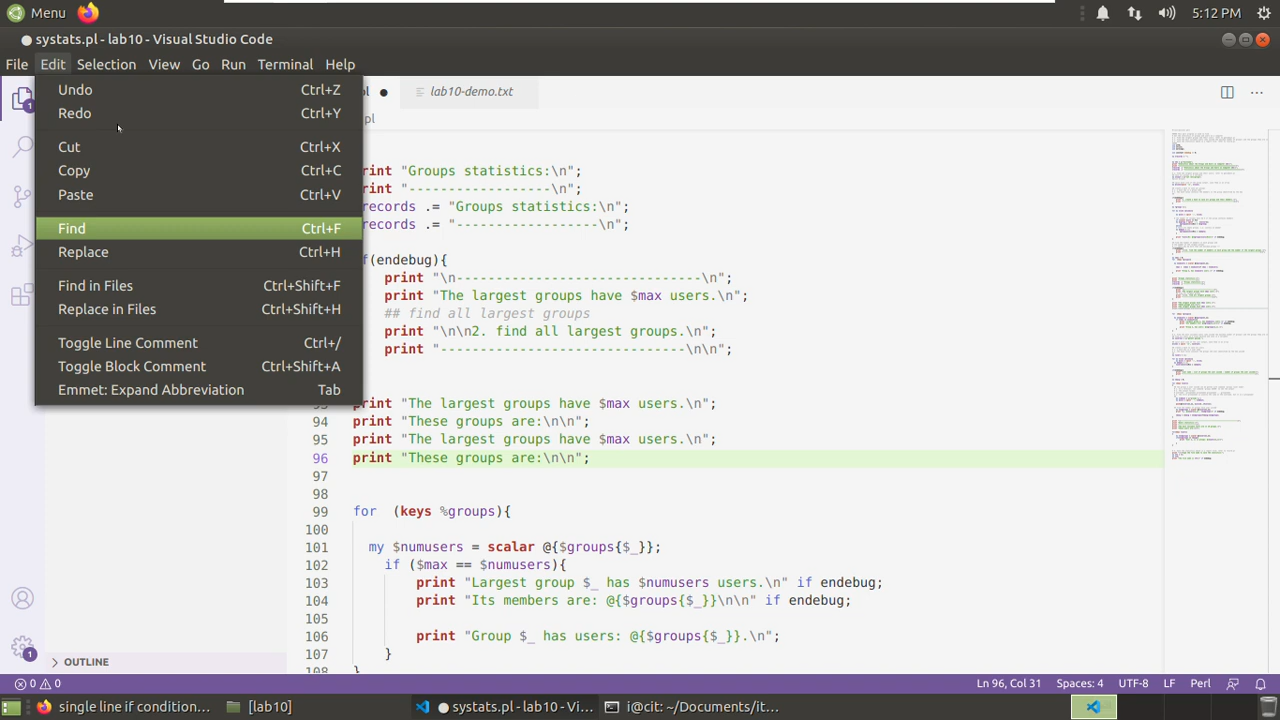 Menu 5:12 PM
systats.pl - lab10 - Visual Studio Code
File Edit Selection View Go Run Terminal Help
Undo Ctrl+Z
Redo Ctrl+Y
Cut Ctrl+X
Copy Ctrl+C
Paste Ctrl+V
Find Ctrl+F
Replace Ctrl+H
Find in Files Ctrl+Shift+F
Replace in Files Ctrl+Shift+H
Toggle Line Comment Ctrl+/
Toggle Block Comment Ctrl+Shift+A
Emmet: Expand Abbreviation Tab
lab10-demo.txt
pl
rint "Groups statistics:\n";
rint "------------------\n";
records .= "Groups statistics:\n";
records .= "------------------\n";
f(endebug){
print "\n-------------------------------\n";
print "The largest groups have $max users.\n";
## find all largest groups
print "\n\n2. find all largest groups.\n";
print "-------------------------------\n\n";
93 print "The largest groups have $max users.\n";
94 print "These groups are:\n\n";
95 print "The largest groups have $max users.\n";
96 print "These groups are:\n\n";
97
98
99 for (keys %groups){
100
101 my $numusers = scalar @{$groups{$_}};
102 if ($max == $numusers){
103 print "Largest group $_ has $numusers users.\n" if endebug;
104 print "Its members are: @{$groups{$_}}\n\n" if endebug;
105
106 print "Group $_ has users: @{$groups{$_}}.\n";
107 }
108 }
OUTLINE
0 0 Ln 96, Col 31 Spaces: 4 UTF-8 LF Perl
single line if condition... [lab10] systats.pl - lab10 - Vi... i@cit: ~/Documents/it...